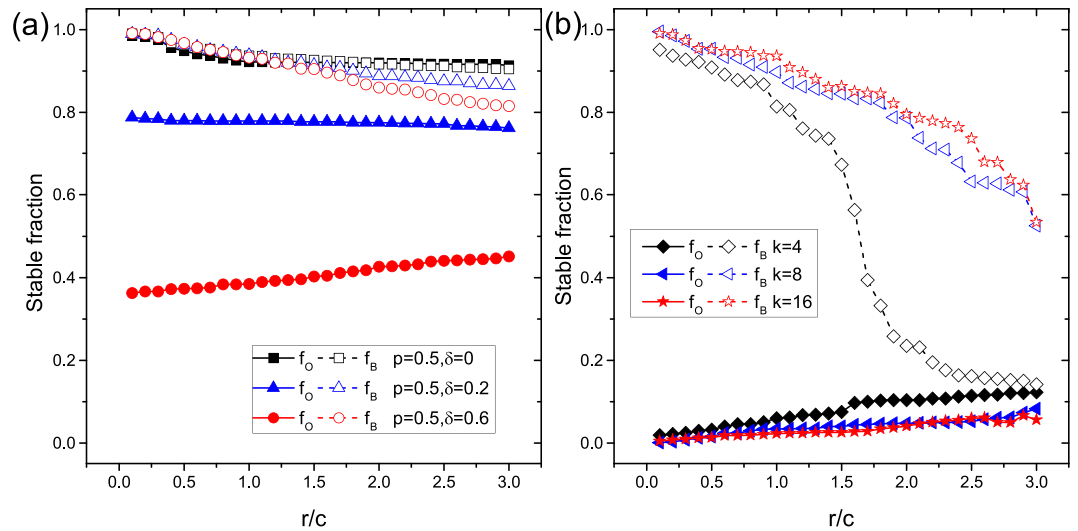 (a)
1.0
0.8
0.6
0.4
0.2
0.0
Stable fraction
f_O f_B p=0.5,δ=0
f_O f_B p=0.5,δ=0.2
f_O f_B p=0.5,δ=0.6
0.0 0.5 1.0 1.5 2.0 2.5 3.0
r/c
(b)
1.0
0.8
0.6
0.4
0.2
0.0
Stable fraction
f_O f_B k=4
f_O f_B k=8
f_O f_B k=16
0.0 0.5 1.0 1.5 2.0 2.5 3.0
r/c